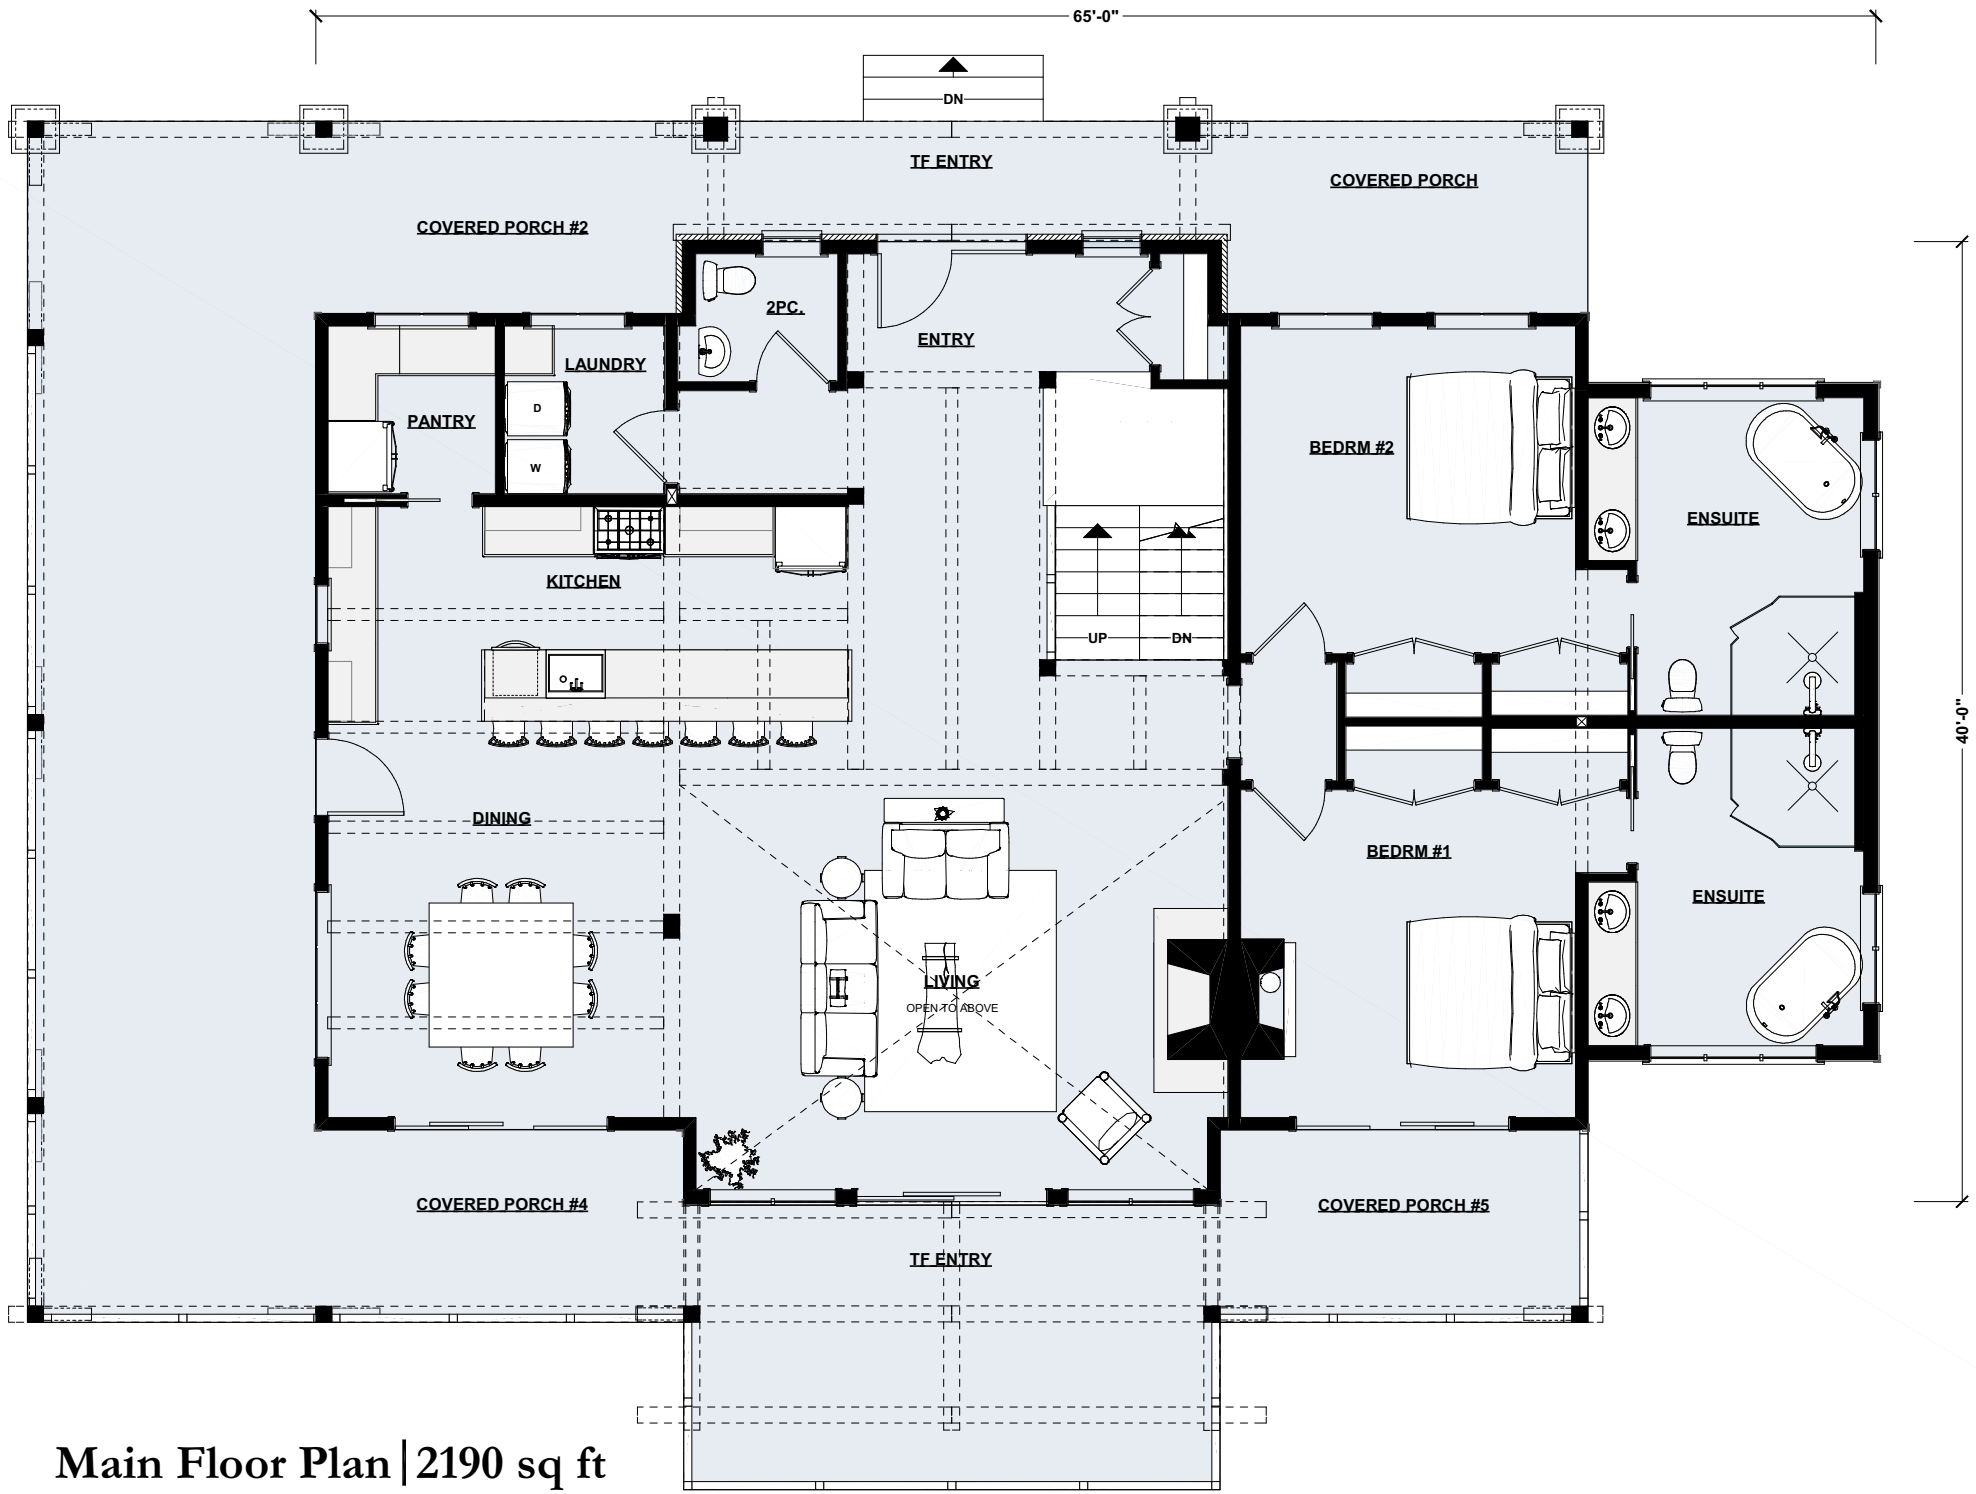 65'-0"
DN
TF ENTRY
COVERED PORCH
COVERED PORCH #2
2PC.
ENTRY
LAUNDRY
D
PANTRY
W
BEDRM #2
ENSUITE
KITCHEN
UP
DN
40'-0"
DINING
BEDRM #1
ENSUITE
LIVING
OPEN TO ABOVE
COVERED PORCH #4
COVERED PORCH #5
TF ENTRY
Main Floor Plan|2190 sq ft